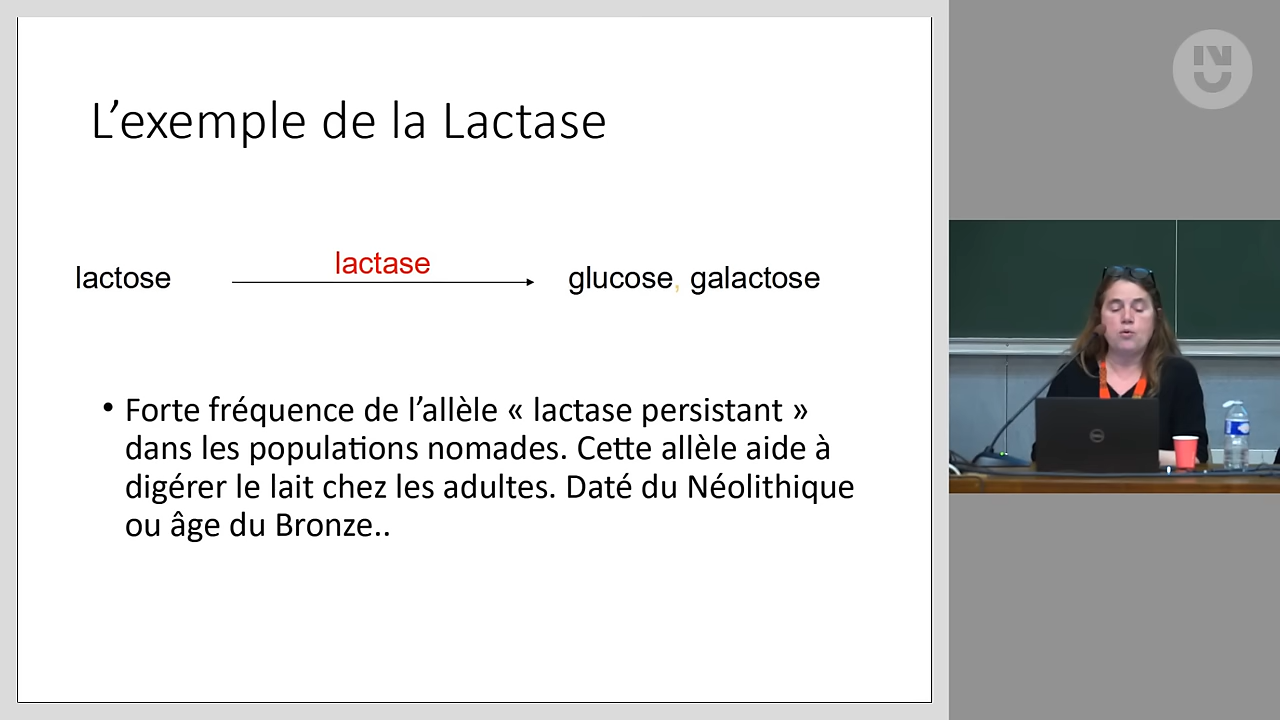 L’exemple de la Lactase
lactase
lactose
glucose, galactose
• Forte fréquence de l’allèle « lactase persistant »
dans les populations nomades. Cette allèle aide à
digérer le lait chez les adultes. Daté du Néolithique
ou âge du Bronze..